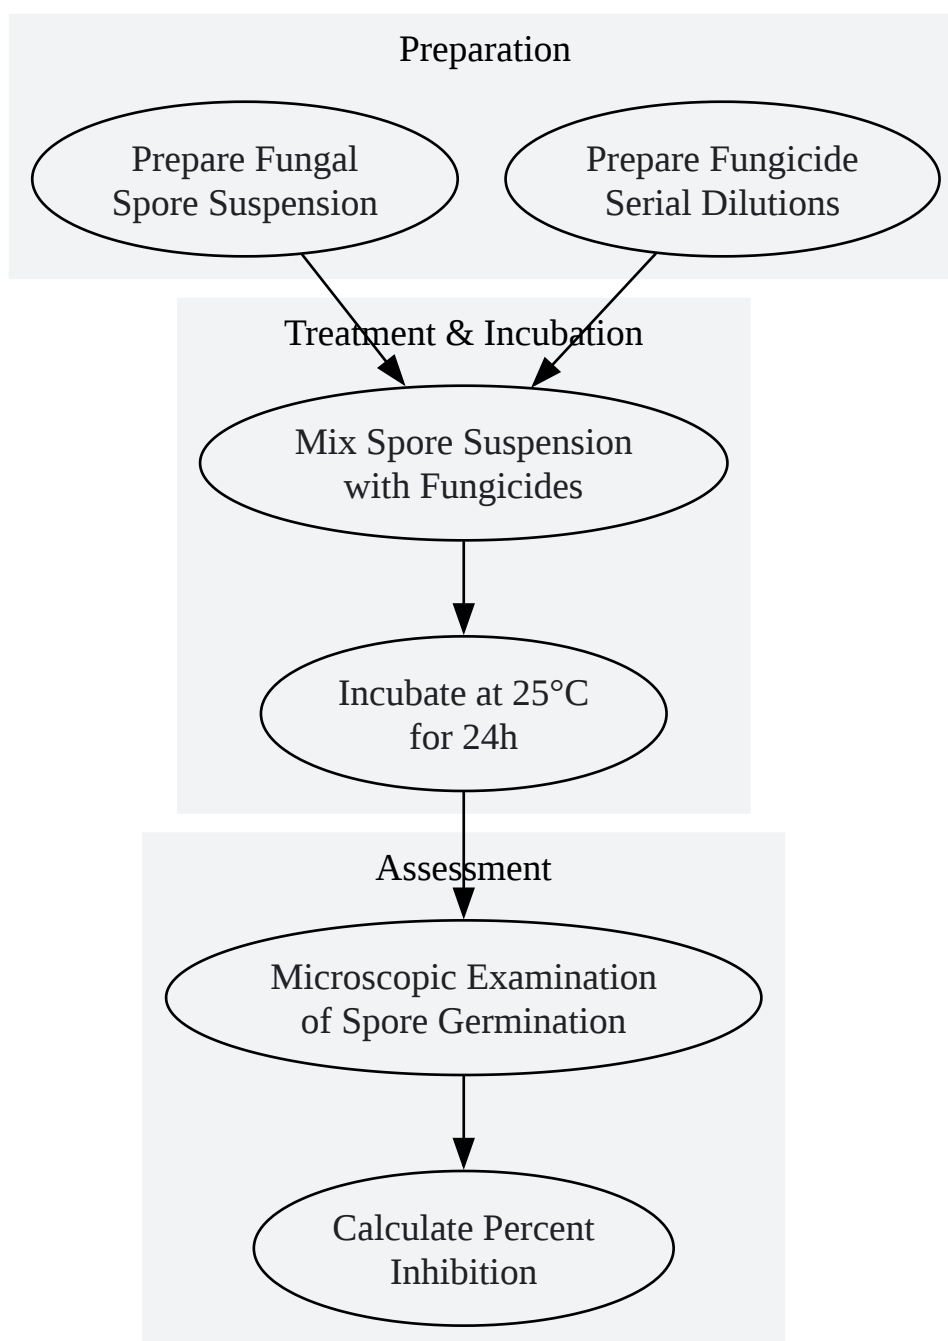 Preparation
Prepare Fungal
Spore Suspension
Prepare Fungicide
Serial Dilutions
Treatment & Incubation
Mix Spore Suspension
with Fungicides
Incubate at 25°C
for 24h
Assessment
Microscopic Examination
of Spore Germination
Calculate Percent
Inhibition